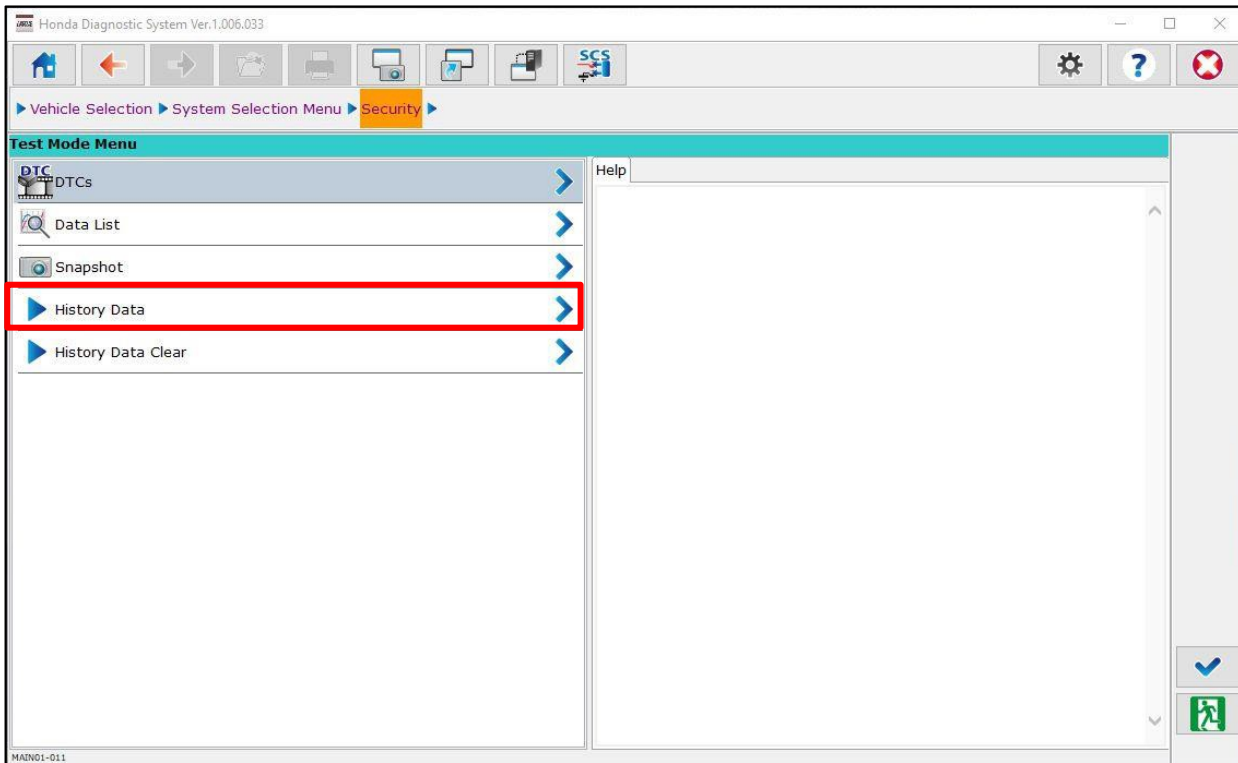 Honda Diagnostic System Ver.1.006.033
SCS
?
Vehicle Selection System Selection Menu Security
Test Mode Menu
DTC
DTCs
Help
Data List
Snapshot
History Data
History Data Clear
MAIN01-011